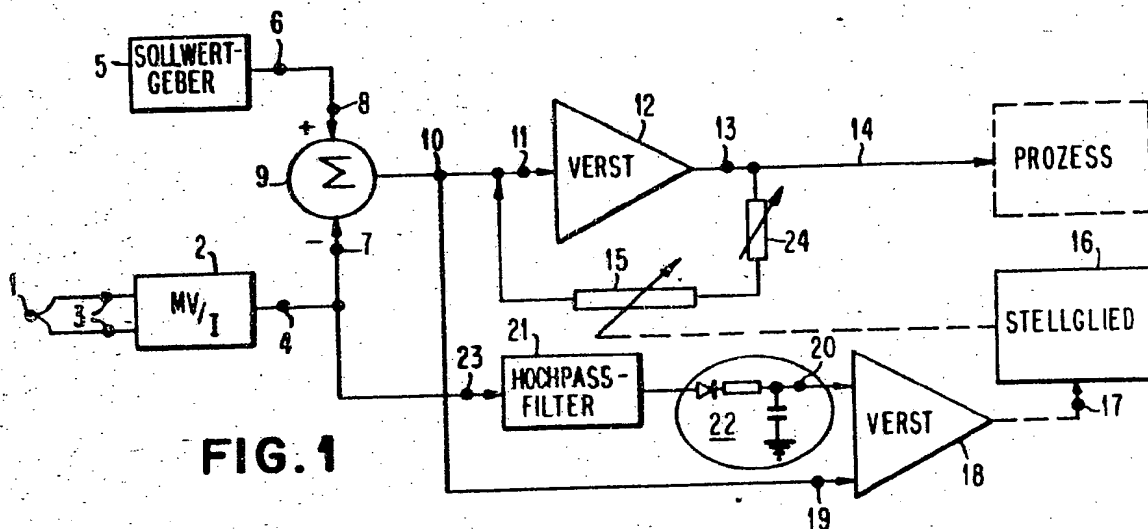 6
5
SOLLWERT-
GEBER
8
+
9
Σ
10
11
12
VERST
13
14
PROZESS
24
15
16
STELLGLIED
−
7
1
3
2
MV/I
4
23
21
HOCHPASS-
FILTER
22
20
VERST
18
17
19
FIG. 1